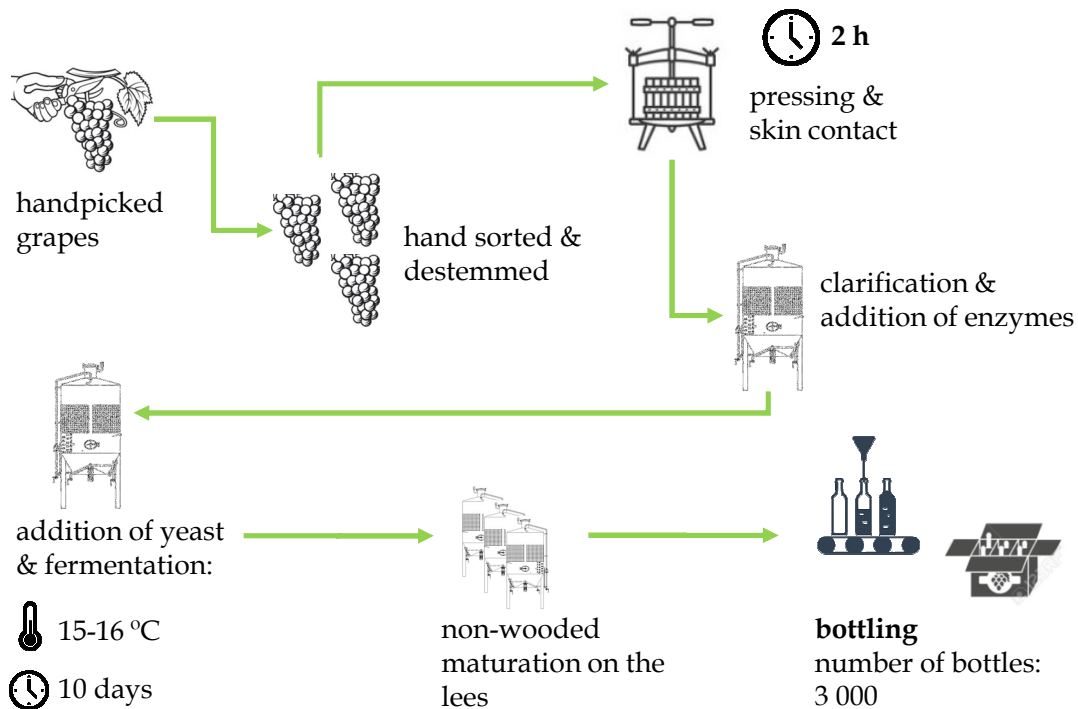 handpicked
grapes
hand sorted &
destemmed
2 h
pressing &
skin contact
clarification &
addition of enzymes
addition of yeast
& fermentation:
15-16 ºC
10 days
non-wooded
maturation on the
lees
bottling
number of bottles:
3 000